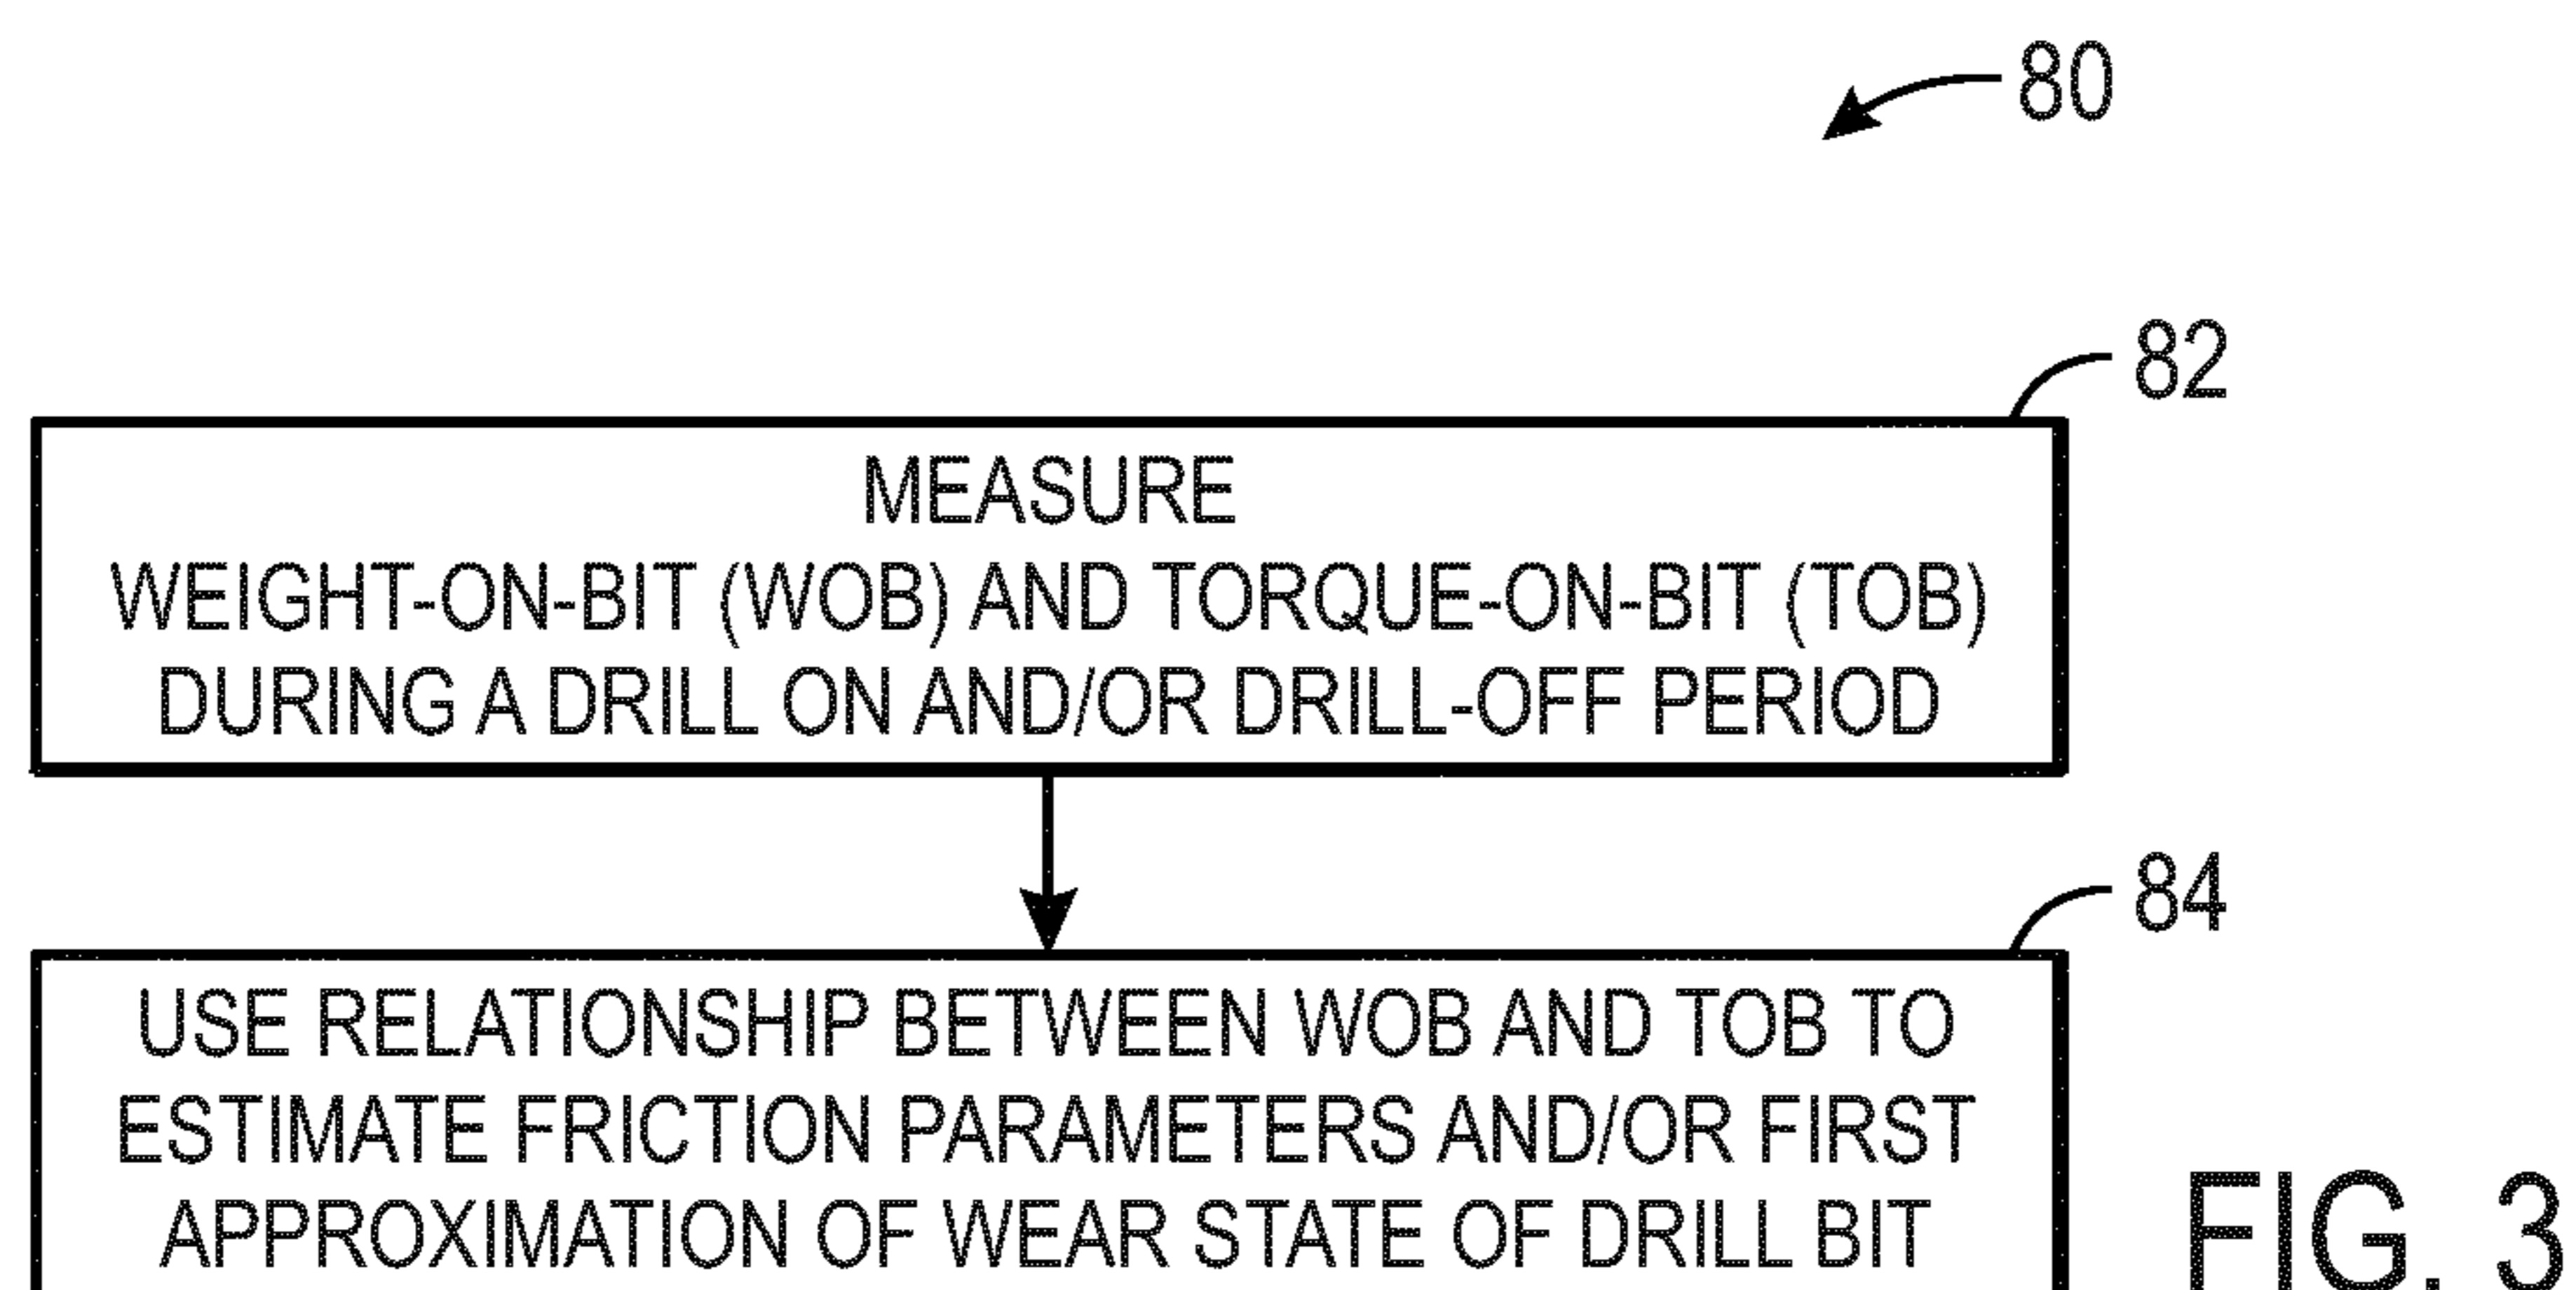 80
82
MEASURE
WEIGHT-ON-BIT (WOB) AND TORQUE-ON-BIT (TOB)
DURING A DRILL ON AND/OR DRILL-OFF PERIOD
84
USE RELATIONSHIP BETWEEN WOB AND TOB TO
ESTIMATE FRICTION PARAMETERS AND/OR FIRST
APPROXIMATION OF WEAR STATE OF DRILL BIT
FIG. 3